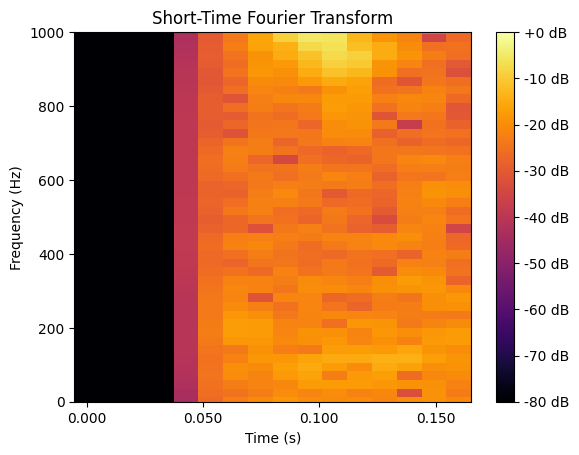 Short-Time Fourier Transform
1000
800
600
400
200
0
Frequency (Hz)
0.000
0.050
0.100
0.150
Time (s)
+0 dB
-10 dB
-20 dB
-30 dB
-40 dB
-50 dB
-60 dB
-70 dB
-80 dB